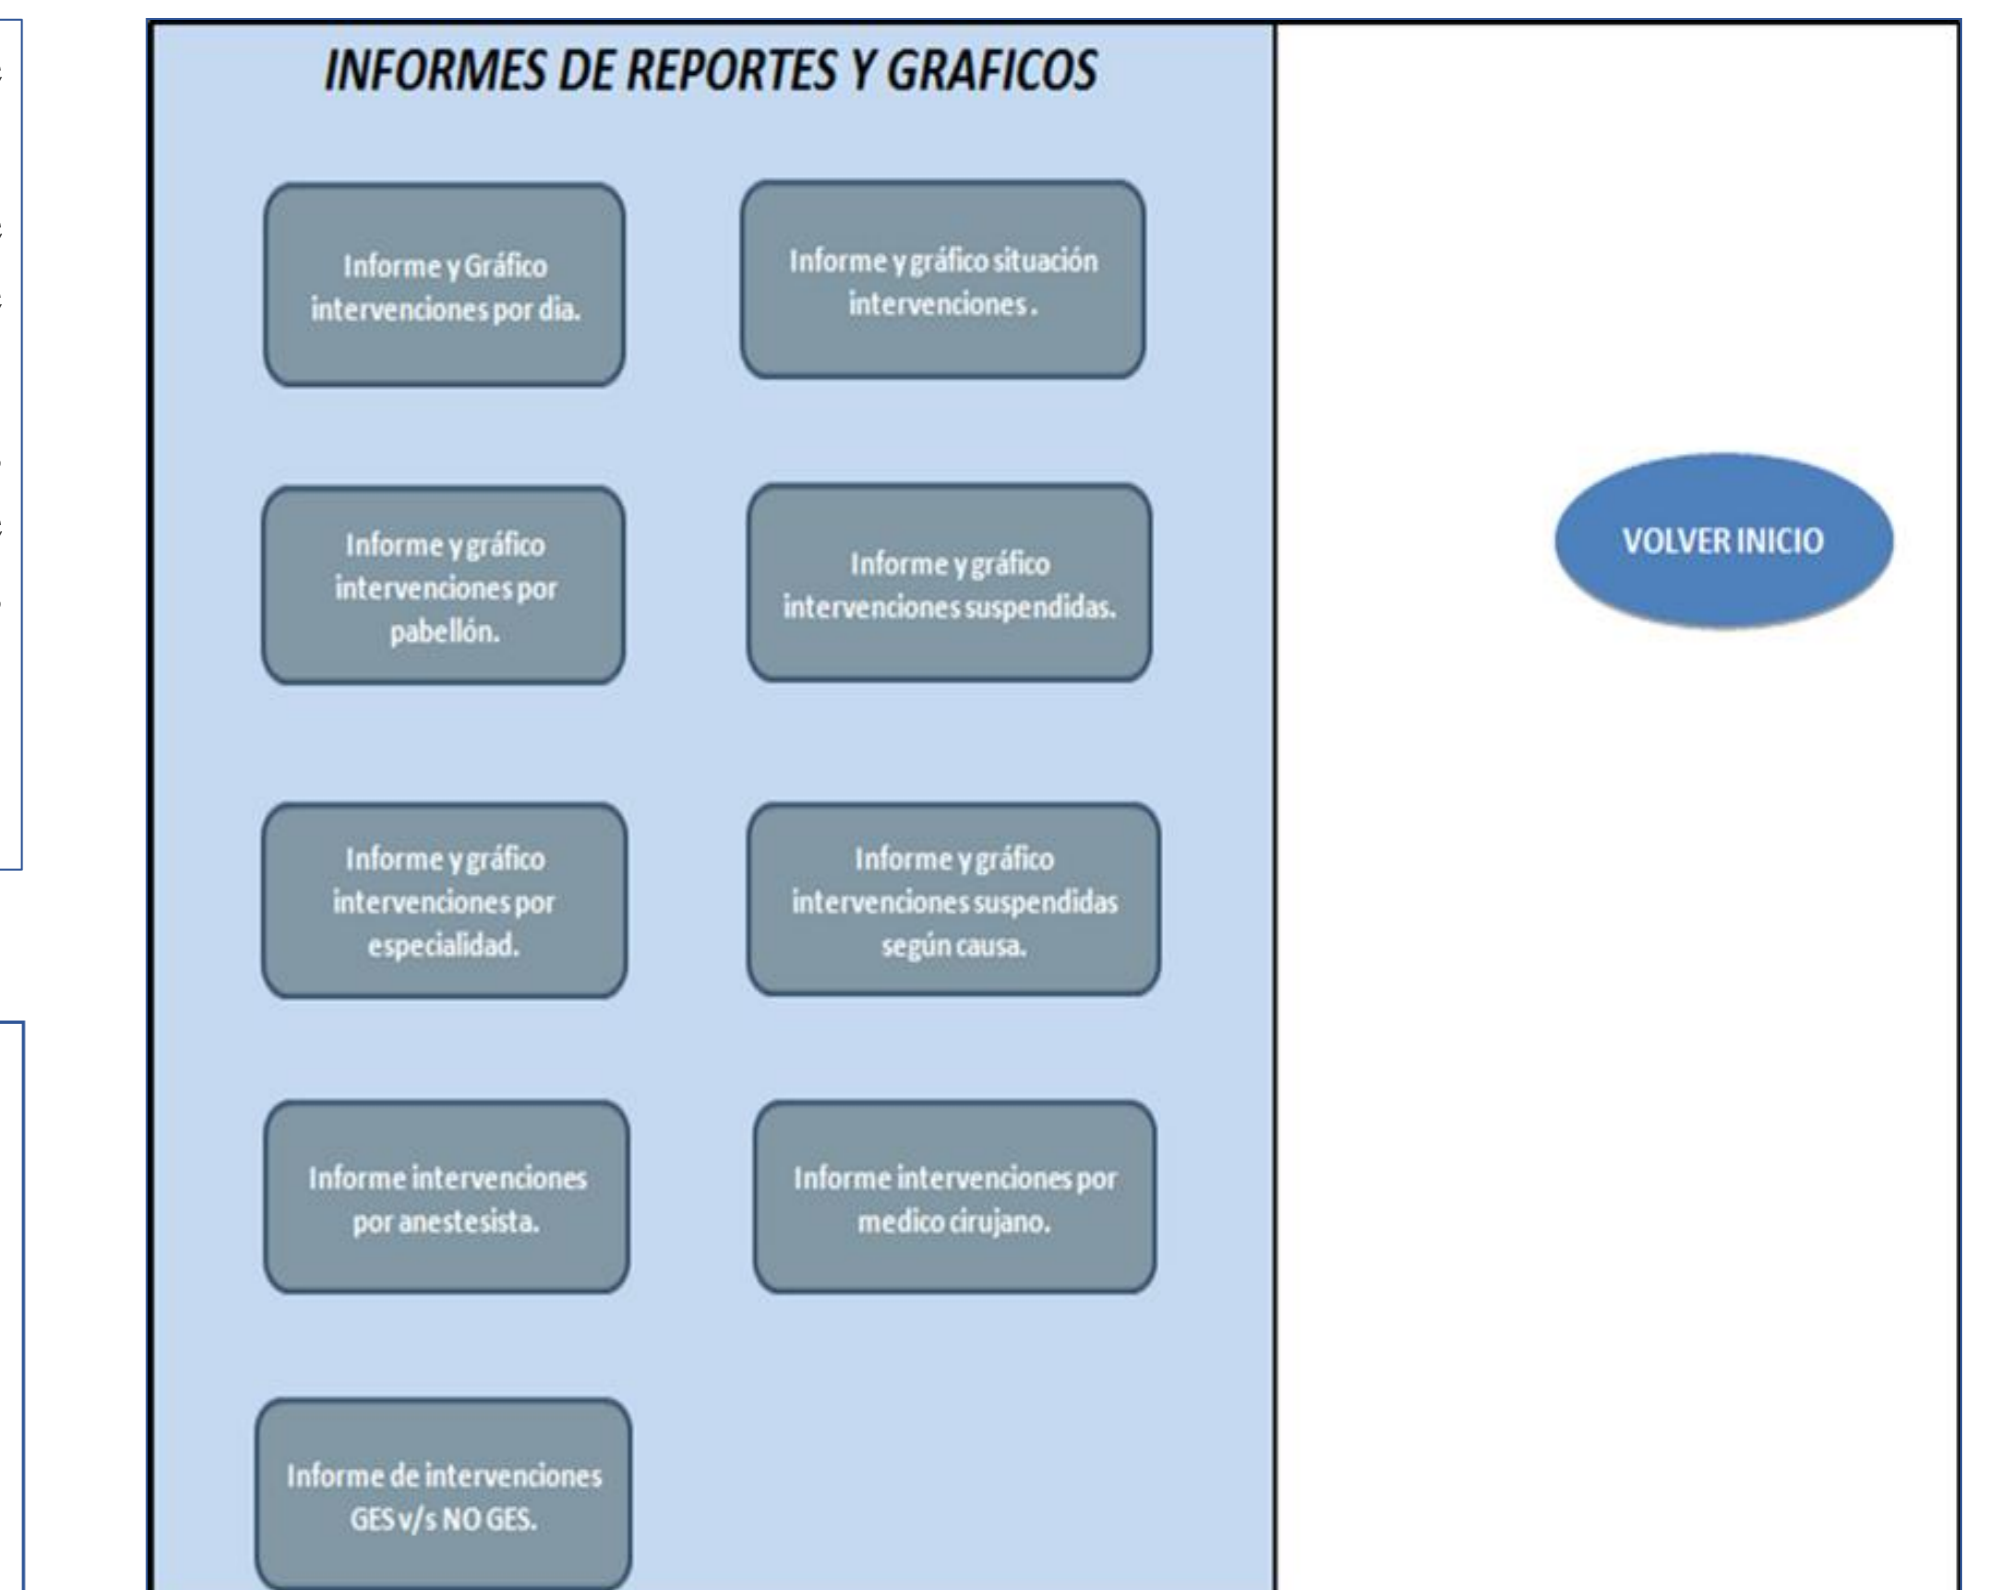 INFORMES DE REPORTES Y GRAFICOS
Informe y Gráfico
intervenciones por dia.
Informe y gráfico situación
intervenciones .
Informe y gráfico
intervenciones por
pabellón.
Informe y gráfico
intervenciones suspendidas.
VOLVER INICIO
Informe y gráfico
intervenciones por
especialidad.
Informe y gráfico
intervenciones suspendidas
según causa.
Informe intervenciones
por anestesista.
Informe intervenciones por
medico cirujano.
Informe de intervenciones
GES v/s NO GES.